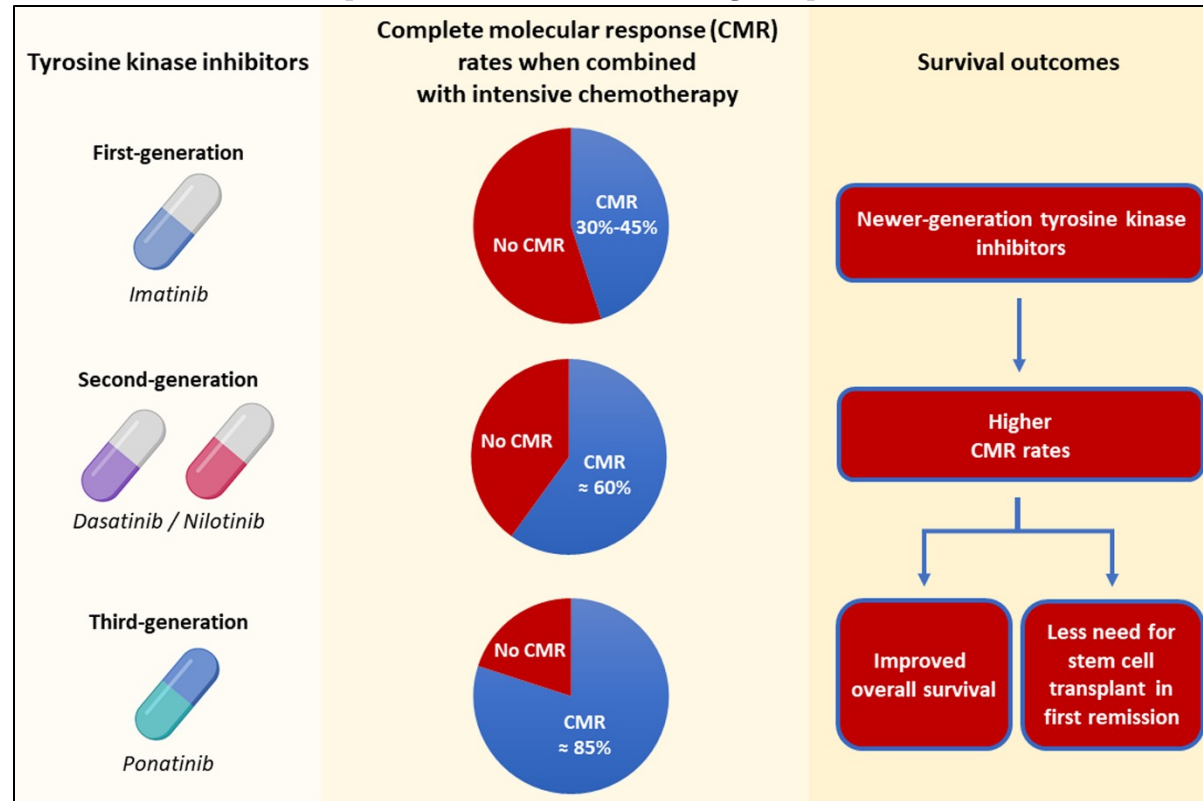 Tyrosine kinase inhibitors
Complete molecular response (CMR)
rates when combined
with intensive chemotherapy
Survival outcomes
First-generation
Imatinib
CMR
30%-45%
No CMR
Second-generation
Dasatinib / Nilotinib
No CMR
CMR
≈ 60%
Third-generation
Ponatinib
No CMR
CMR
≈ 85%
Newer-generation tyrosine kinase
inhibitors
Higher
CMR rates
Improved
overall survival
Less need for
stem cell
transplant in
first remission